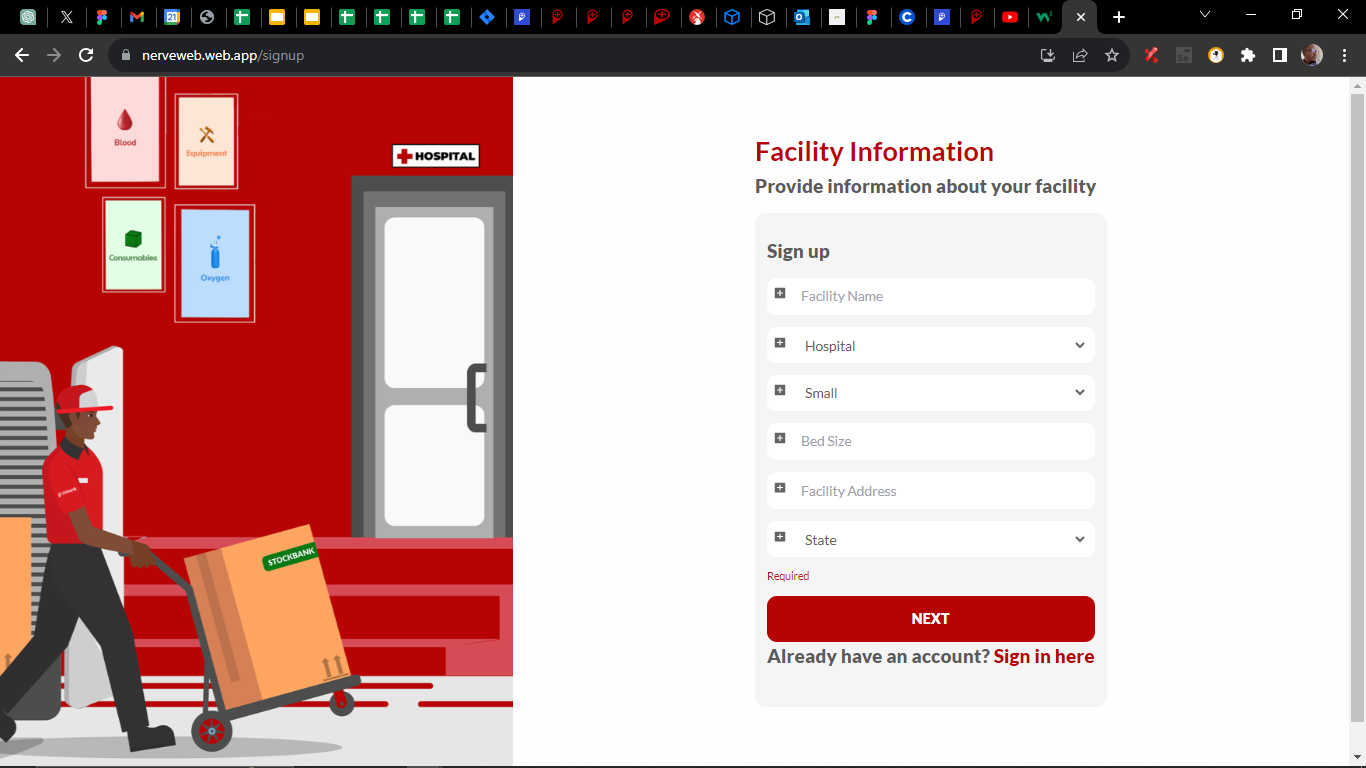 nerveweb.web.app/signup
Blood
Equipment
HOSPITAL
Consumables
Oxygen
STOCKBANK
Facility Information
Provide information about your facility
Sign up
Facility Name
Hospital
Small
Bed Size
Facility Address
State
Required
NEXT
Already have an account? Sign in here